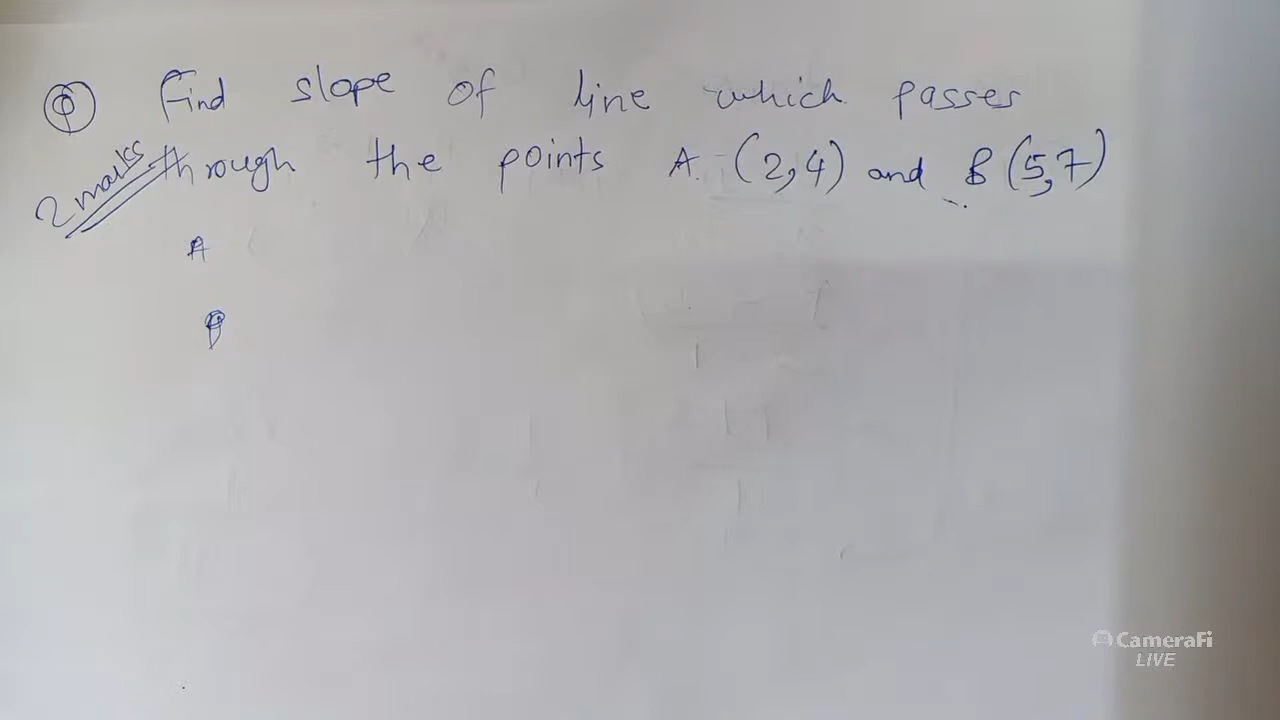 Q Find slope of line which passes
2 marks through the points A (2,4) and B (5,7)
A
CameraFi
LIVE